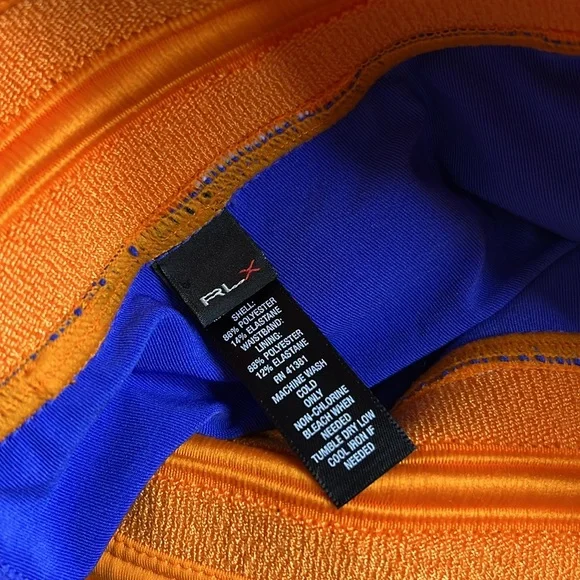 RLX
SHELL:
86% POLYESTER
14% ELASTANE
WAISTBAND:
LINING:
88% POLYESTER
12% ELASTANE
RN 41381
MACHINE WASH
COLD
ONLY
NON-CHLORINE
BLEACH WHEN
NEEDED
TUMBLE DRY LOW
COOL IRON IF
NEEDED